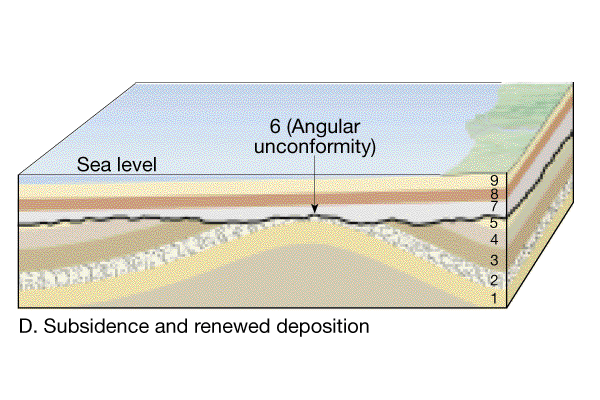 6 (Angular
unconformity)
Sea level
9
8
7
5
4
3
2
1
D. Subsidence and renewed deposition